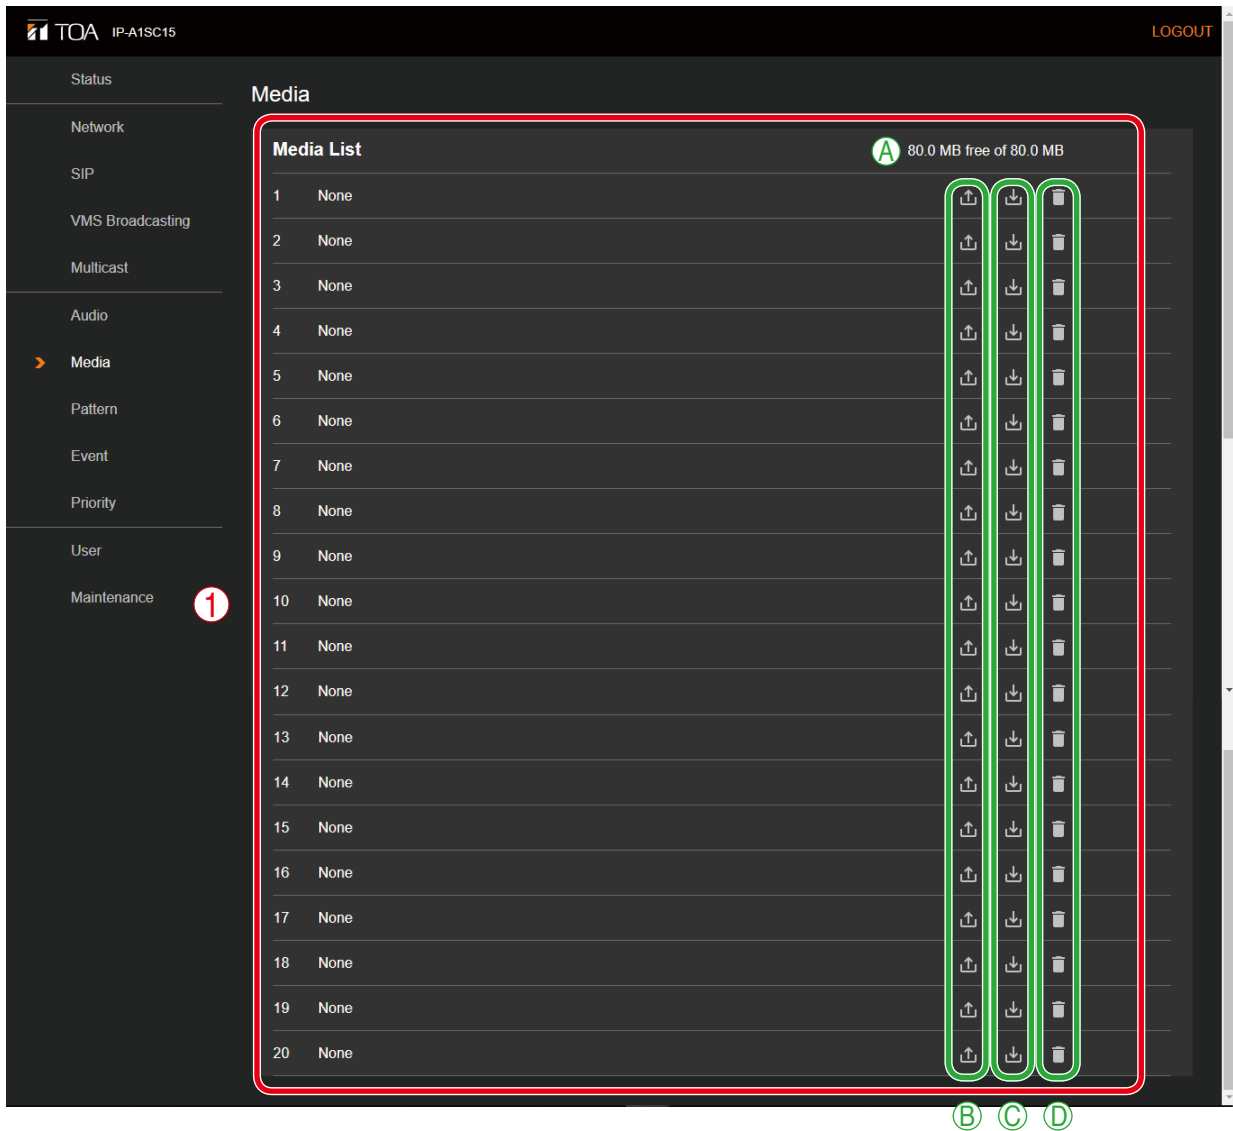 TOA IP-A1SC15 LOGOUT
Status
Network
SIP
VMS Broadcasting
Multicast
Audio
Media
Pattern
Event
Priority
User
Maintenance
1
Media
Media List A 80.0 MB free of 80.0 MB
1 None
2 None
3 None
4 None
5 None
6 None
7 None
8 None
9 None
10 None
11 None
12 None
13 None
14 None
15 None
16 None
17 None
18 None
19 None
20 None
B C D